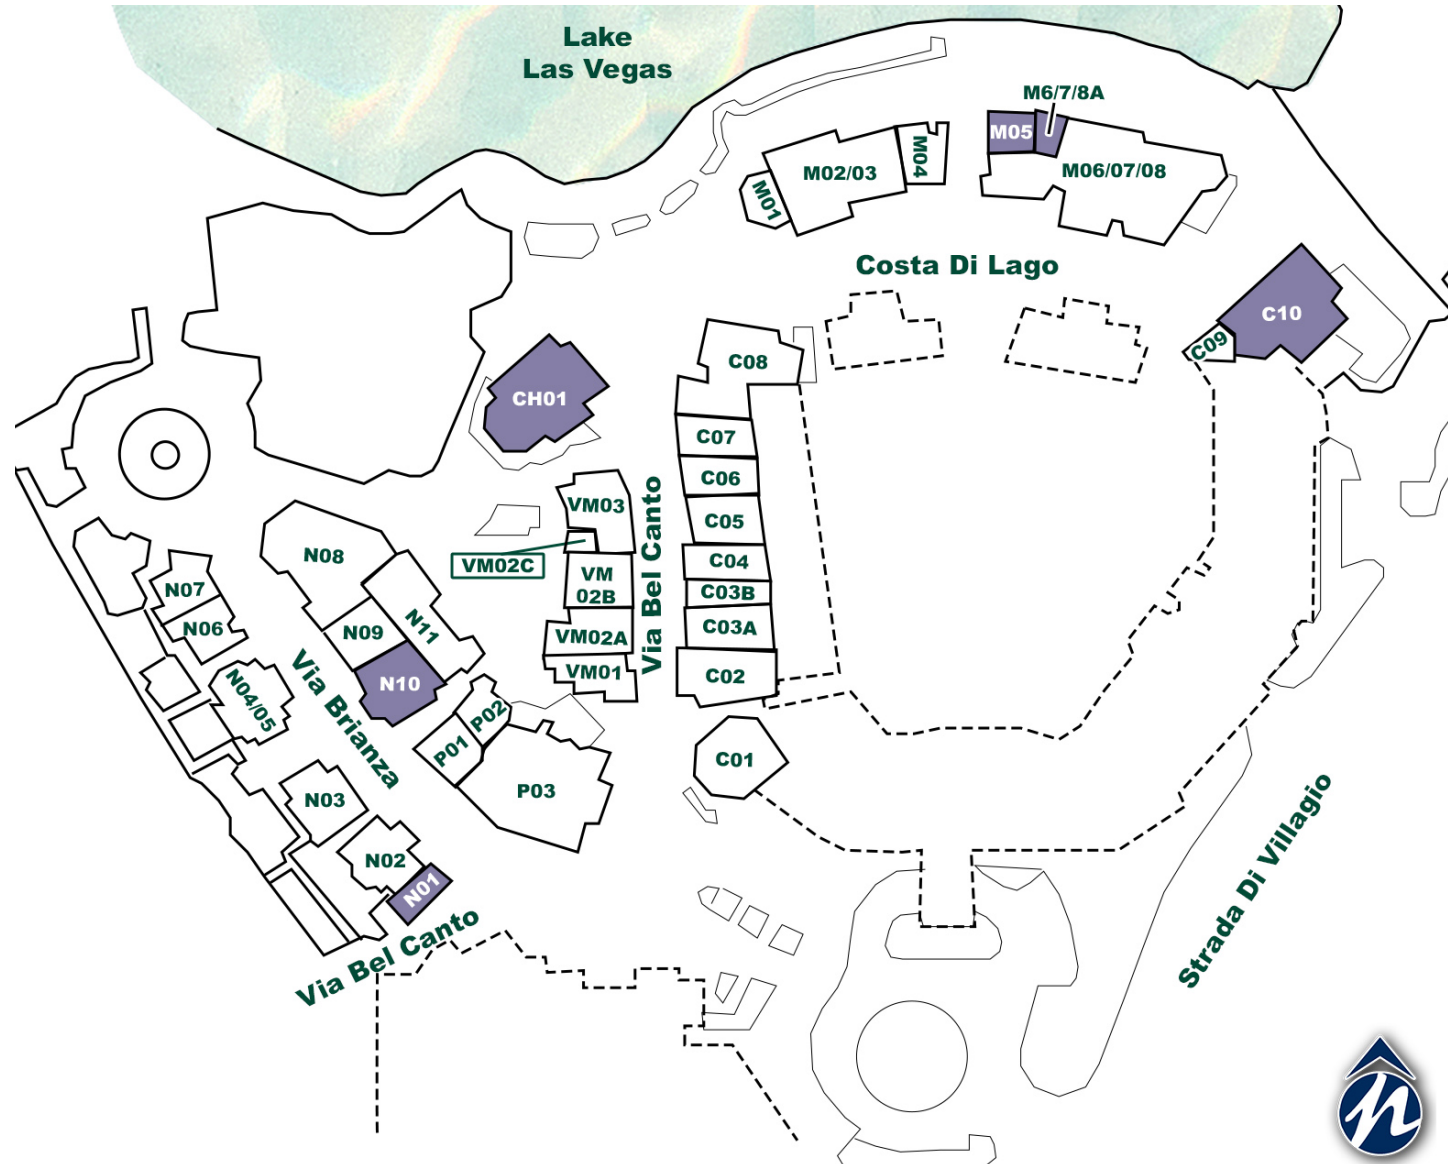 Lake
Las Vegas
M6/7/8A
M05
M04
M02/03
M06/07/08
M01
Costa Di Lago
C10
C09
C08
CH01
C07
C06
VM03
C05
Via Bel Canto
N08
C04
VM02C
VM
02B
C03B
N07
N06
N09
N11
C03A
VM02A
VM01
C02
N10
N04/05
Via Brianza
P02
P01
C01
P03
N03
N02
N01
Via Bel Canto
Strada Di Villagio
n